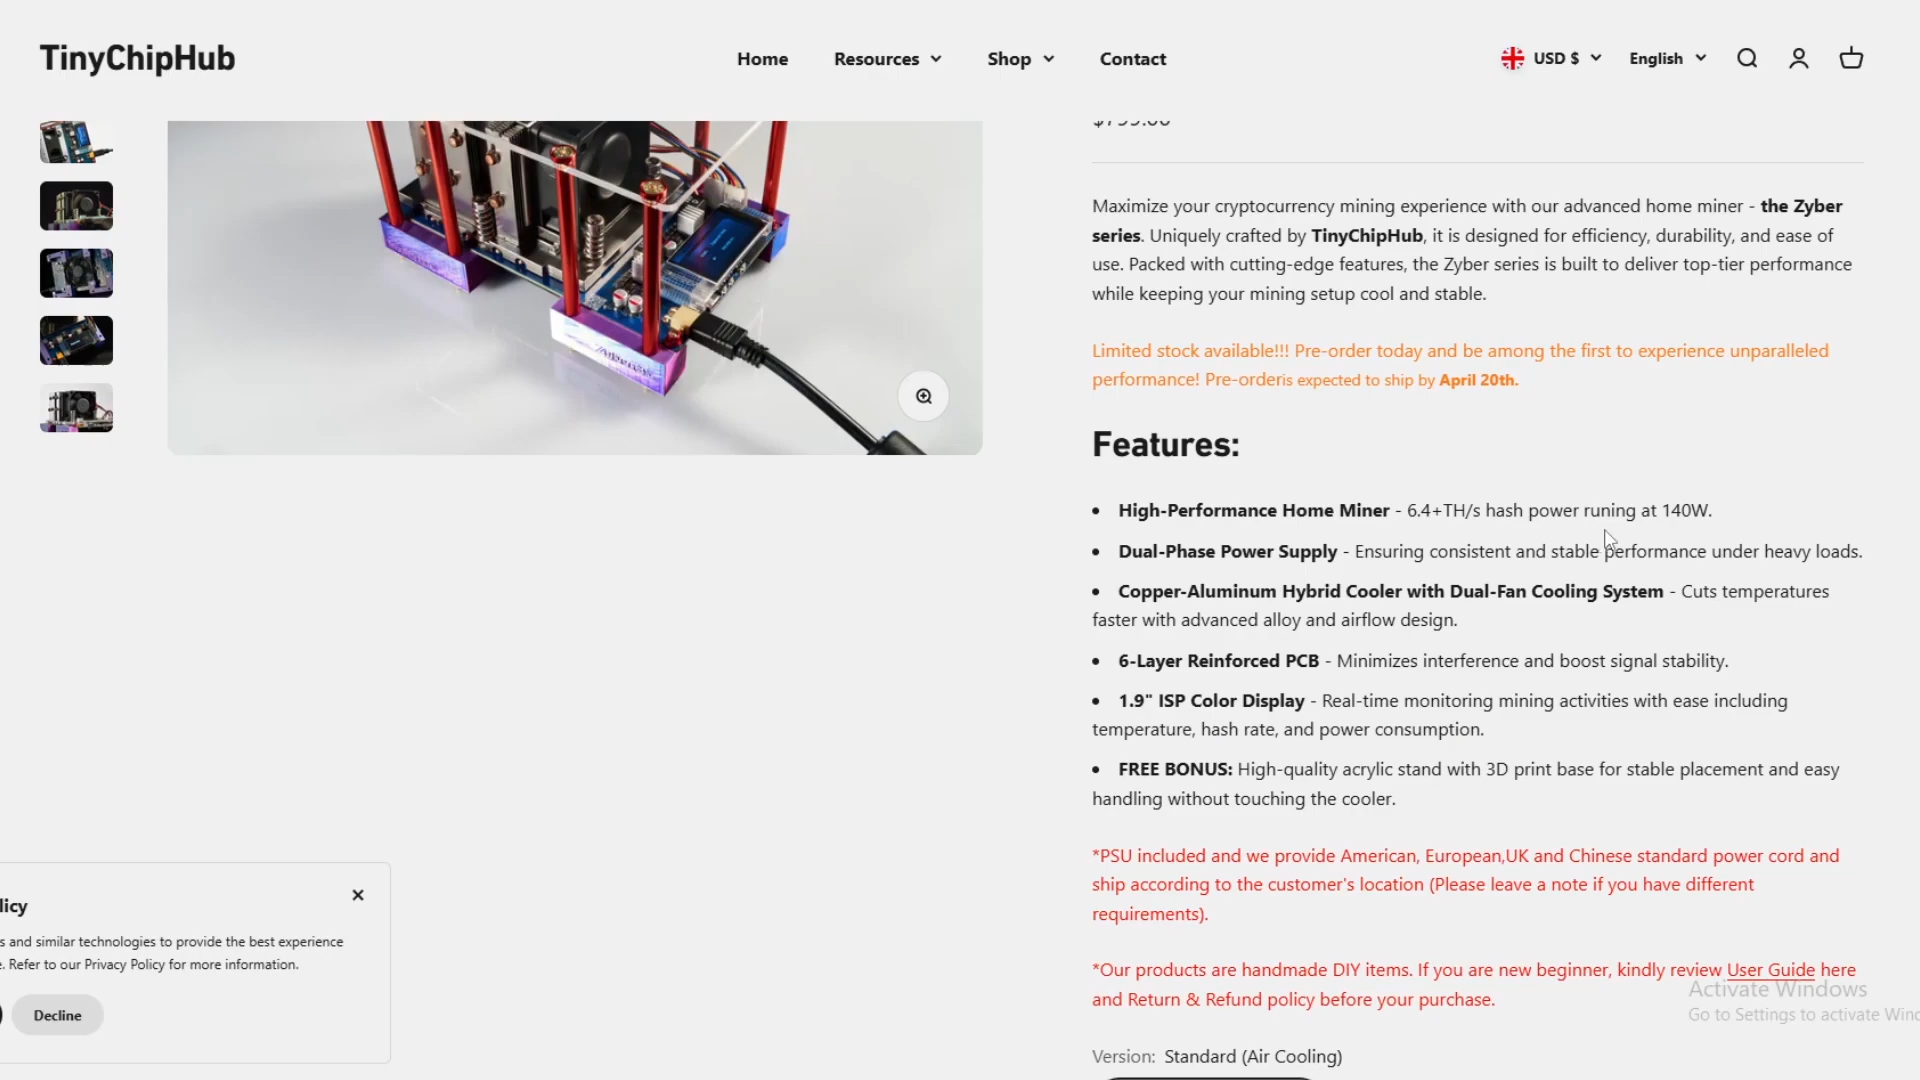 TinyChipHub
Home
Resources
Shop
Contact
USD $
English
Maximize your cryptocurrency mining experience with our advanced home miner - the Zyber
series. Uniquely crafted by TinyChipHub, it is designed for efficiency, durability, and ease of
use. Packed with cutting-edge features, the Zyber series is built to deliver top-tier performance
while keeping your mining setup cool and stable.
Limited stock available!!! Pre-order today and be among the first to experience unparalleled
performance! Pre-orderis expected to ship by April 20th.
Features:
• High-Performance Home Miner - 6.4+TH/s hash power runing at 140W.
• Dual-Phase Power Supply - Ensuring consistent and stable performance under heavy loads.
• Copper-Aluminum Hybrid Cooler with Dual-Fan Cooling System - Cuts temperatures
faster with advanced alloy and airflow design.
• 6-Layer Reinforced PCB - Minimizes interference and boost signal stability.
• 1.9" ISP Color Display - Real-time monitoring mining activities with ease including
temperature, hash rate, and power consumption.
• FREE BONUS: High-quality acrylic stand with 3D print base for stable placement and easy
handling without touching the cooler.
*PSU included and we provide American, European,UK and Chinese standard power cord and
ship according to the customer's location (Please leave a note if you have different
requirements).
*Our products are handmade DIY items. If you are new beginner, kindly review User Guide here
and Return & Refund policy before your purchase.
Version: Standard (Air Cooling)
licy
s and similar technologies to provide the best experience
e. Refer to our Privacy Policy for more information.
Decline
Activate Windows
Go to Settings to activate Wind